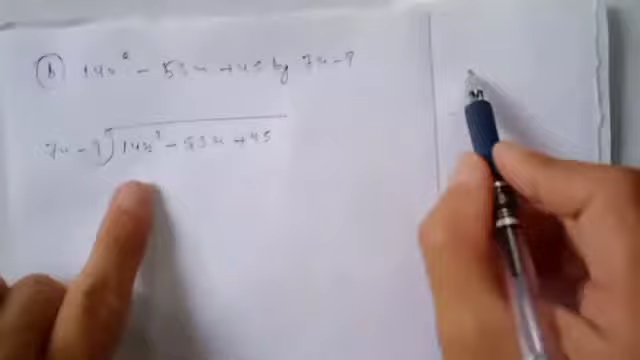 (b) 14x² - 53x + 45 by 7x - 9
7x - 9 ) 14x² - 53x + 45